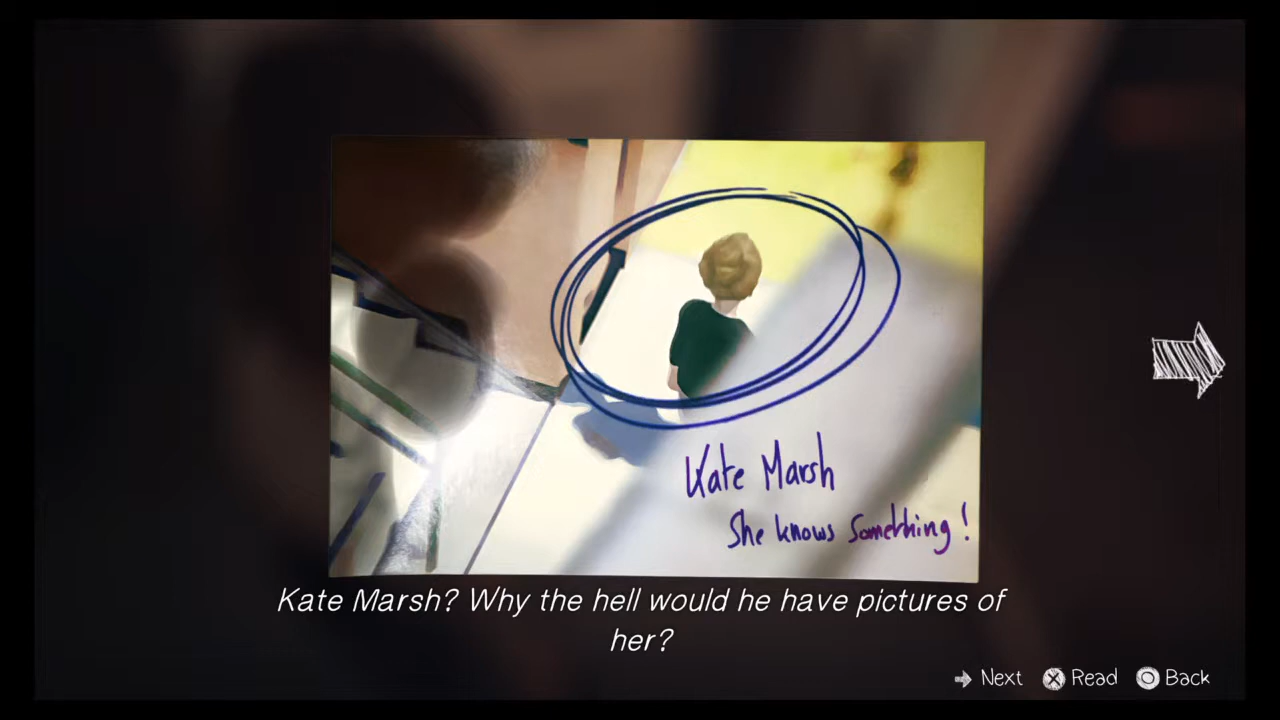 Kate Marsh
She knows something!
Kate Marsh? Why the hell would he have pictures of
her?
Next Read Back